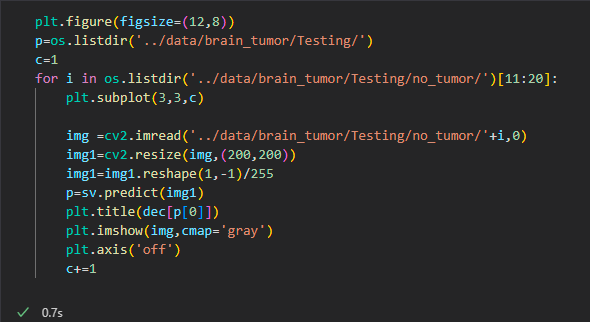 plt.figure(figsize=(12,8))
p=os.listdir('../data/brain_tumor/Testing/')
c=1
for i in os.listdir('../data/brain_tumor/Testing/no_tumor/')[11:20]:
    plt.subplot(3,3,c)

    img =cv2.imread('../data/brain_tumor/Testing/no_tumor/'+i,0)
    img1=cv2.resize(img,(200,200))
    img1=img1.reshape(1,-1)/255
    p=sv.predict(img1)
    plt.title(dec[p[0]])
    plt.imshow(img,cmap='gray')
    plt.axis('off')
    c+=1
0.7s